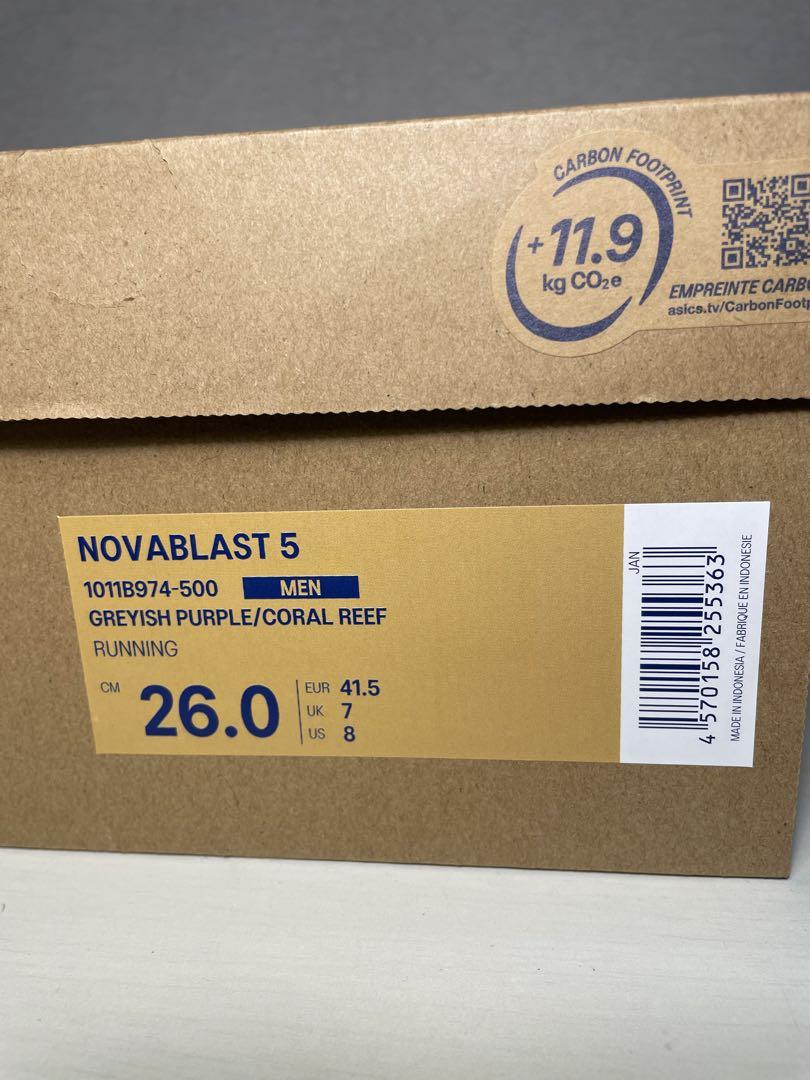 CARBON FOOTPRINT
+11.9
kg CO₂e
EMPREINTE
asics.tv/
NOVABLAST 5
1011B974-500 MEN
GREYISH PURPLE/CORAL REEF
RUNNING
CM 26.0
EUR 41.5
UK 7
US 8
JAN
4 570158 255363
MADE IN INDONESIA / FABRIQUE EN INDONESIE